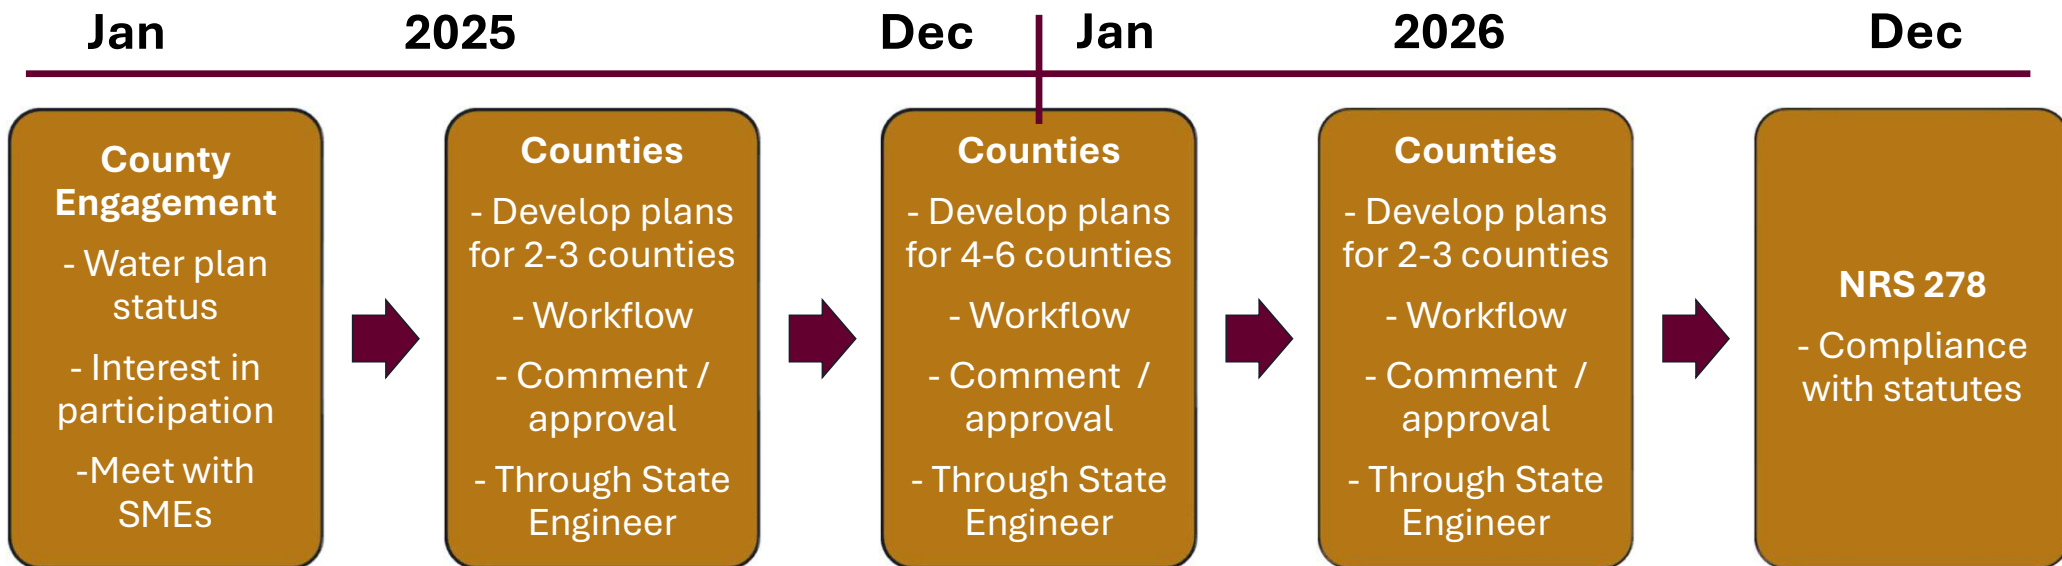 Jan 2025 Dec Jan 2026 Dec
County
Engagement
- Water plan
status
- Interest in
participation
-Meet with
SMEs
Counties
- Develop plans
for 2-3 counties
- Workflow
- Comment /
approval
- Through State
Engineer
Counties
- Develop plans
for 4-6 counties
- Workflow
- Comment  /
approval
- Through State
Engineer
Counties
- Develop plans
for 2-3 counties
- Workflow
- Comment  /
approval
- Through State
Engineer
NRS 278
- Compliance
with statutes